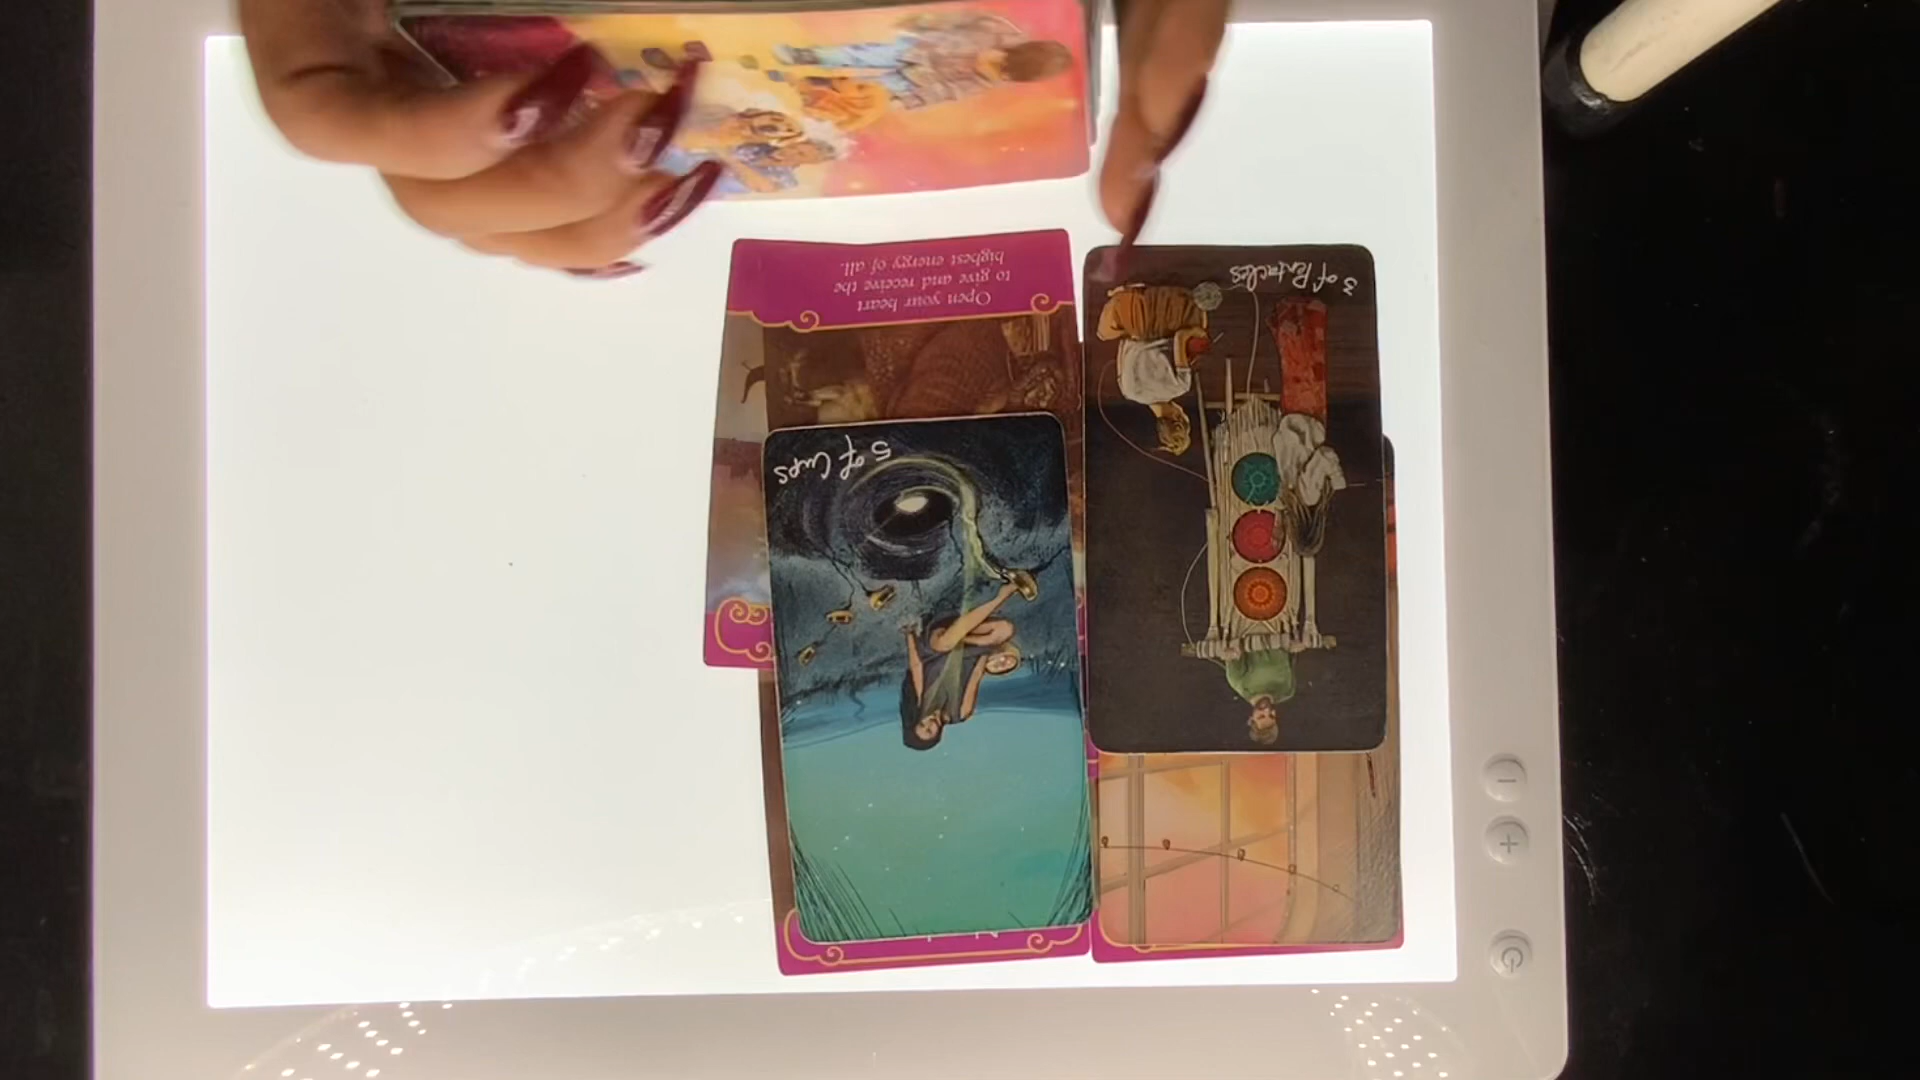 Open your heart
to give and receive the
highest energy of all.
5 of Cups
3 of Pentacles